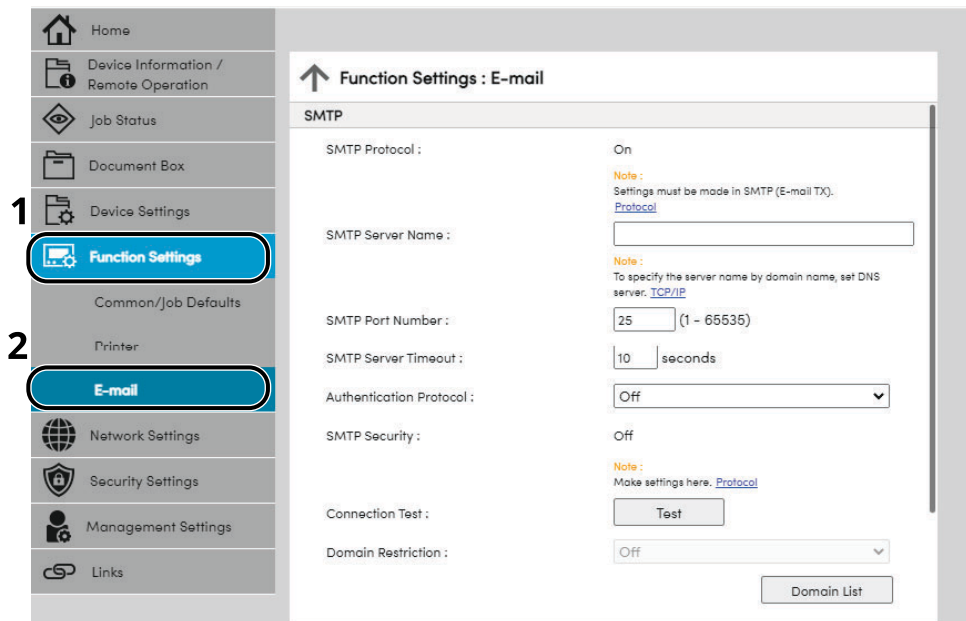 Home
Device Information /
Remote Operation
Job Status
Document Box
1
Device Settings
Function Settings
Common/Job Defaults
2
Printer
E-mail
Network Settings
Security Settings
Management Settings
Links
Function Settings : E-mail
SMTP
SMTP Protocol : On
Note :
Settings must be made in SMTP (E-mail TX).
Protocol
SMTP Server Name :
Note :
To specify the server name by domain name, set DNS
server. TCP/IP
SMTP Port Number : 25 (1 - 65535)
SMTP Server Timeout : 10 seconds
Authentication Protocol : Off
SMTP Security : Off
Note :
Make settings here. Protocol
Connection Test : Test
Domain Restriction : Off
Domain List